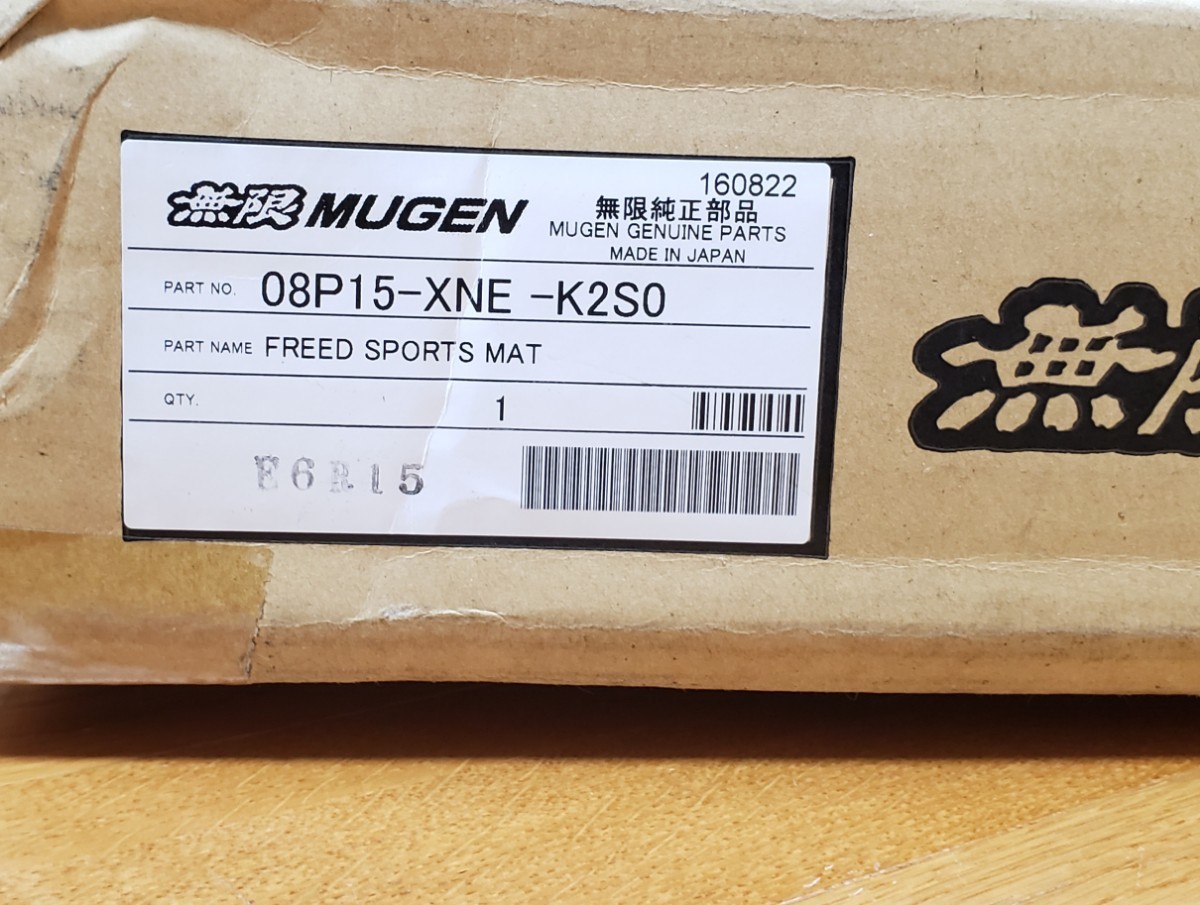 160822
無限 MUGEN
無限純正部品
MUGEN GENUINE PARTS
MADE IN JAPAN
PART NO. 08P15-XNE -K2S0
PART NAME FREED SPORTS MAT
QTY. 1
E6R15
無